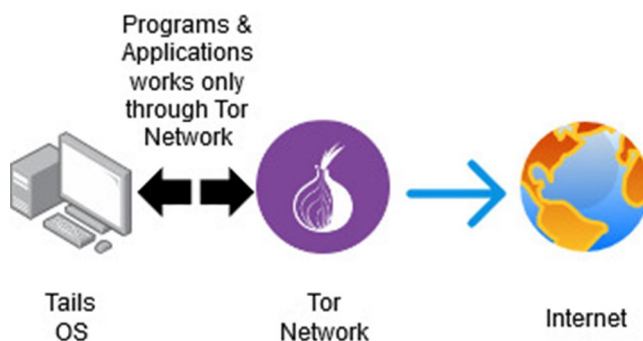 Programs &
Applications
works only
through Tor
Network
Tails
OS
Tor
Network
Internet